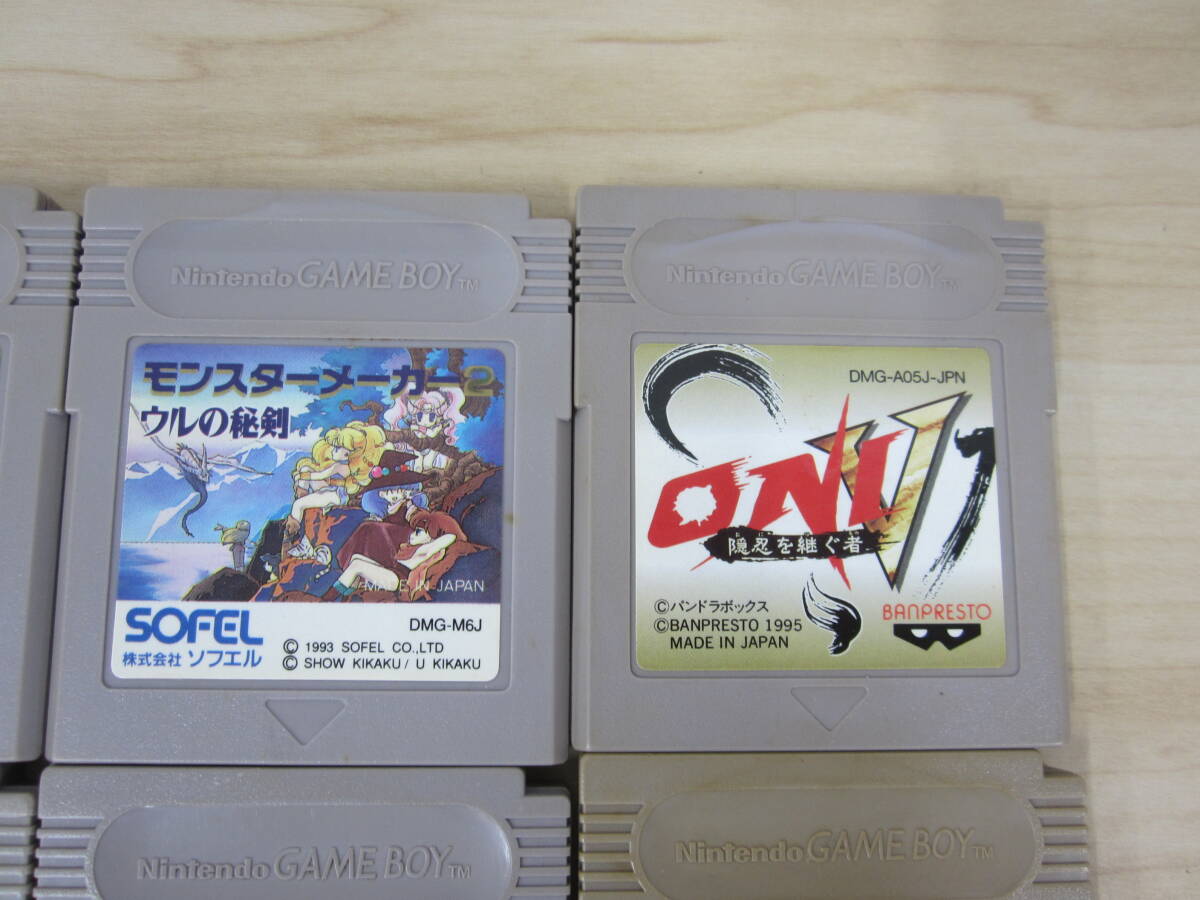 Nintendo GAME BOY TM
モンスターメーカー2
ウルの秘剣
MADE IN JAPAN
SOFEL
株式会社 ソフエル
DMG-M6J
© 1993 SOFEL CO.,LTD
© SHOW KIKAKU / U KIKAKU
Nintendo GAME BOY TM
DMG-A05J-JPN
ONI V
隠忍を継ぐ者
©パンドラボックス
©BANPRESTO 1995
MADE IN JAPAN
BANPRESTO
Nintendo GAME BOY TM
Nintendo GAME BOY TM